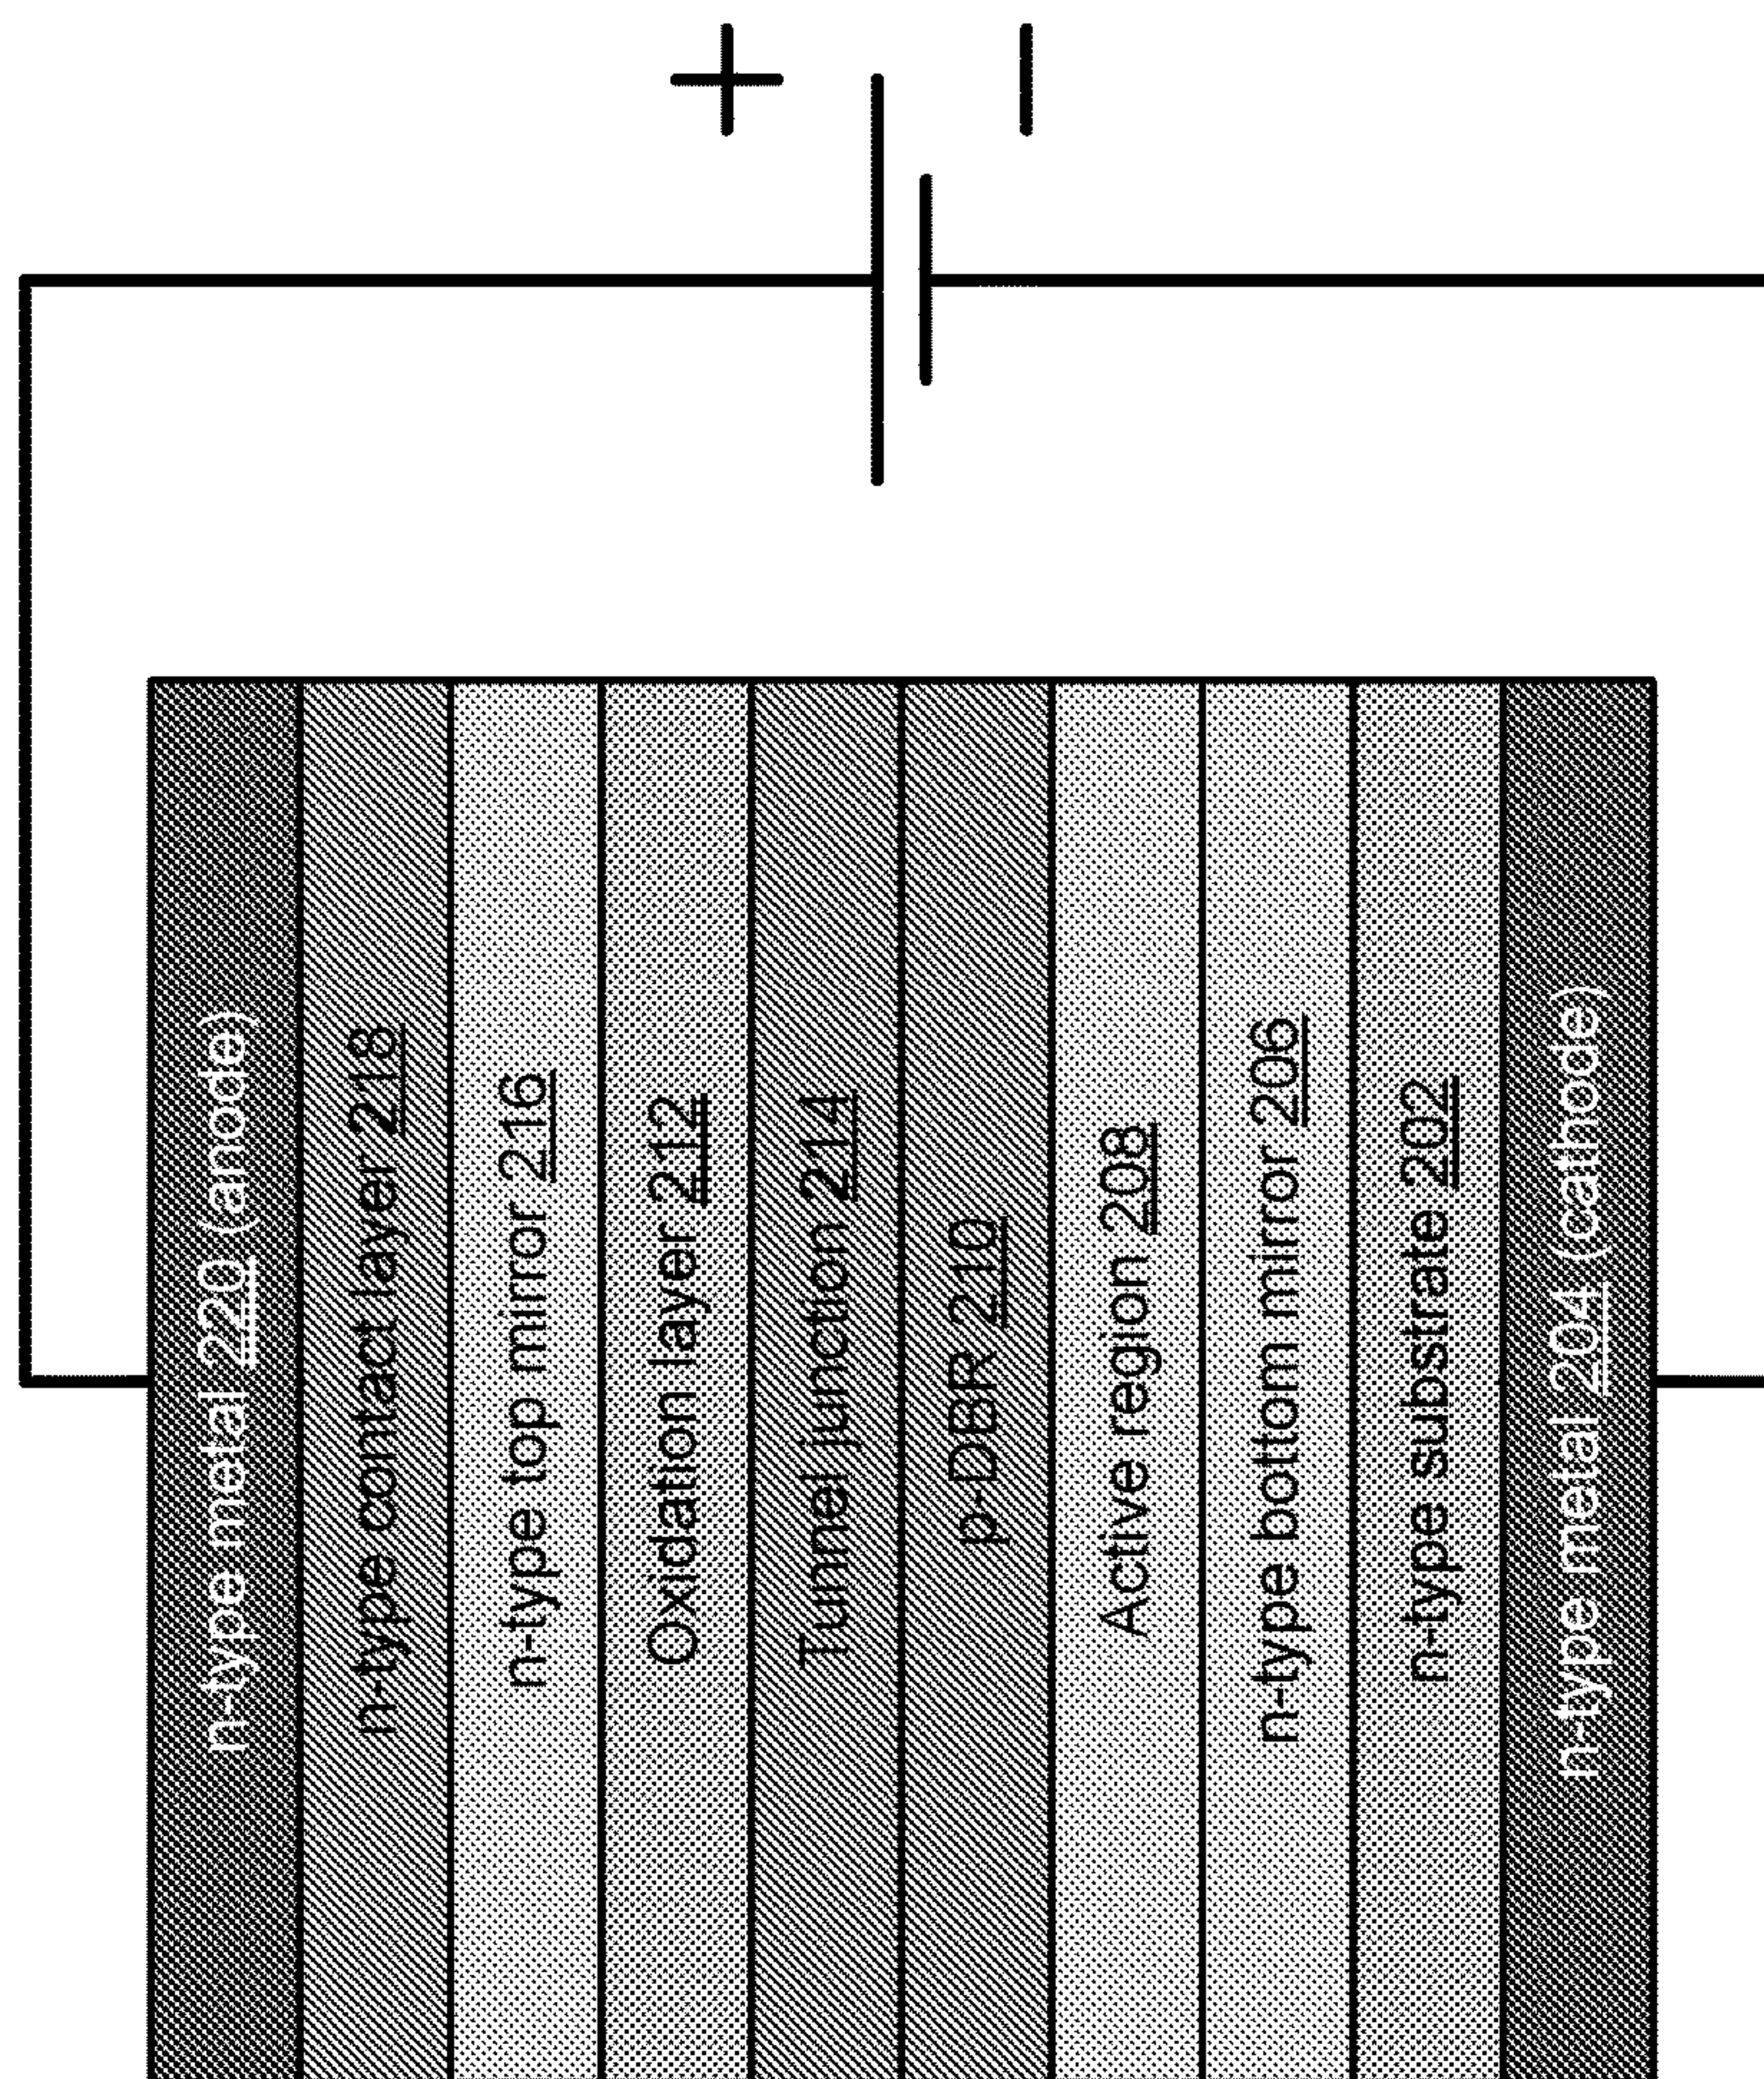 +
−
n-type metal 220 (anode)
n-type contact layer 218
n-type top mirror 216
Oxidation layer 212
Tunnel junction 214
p-DBR 210
Active region 208
n-type bottom mirror 206
n-type substrate 202
n-type metal 204 (cathode)